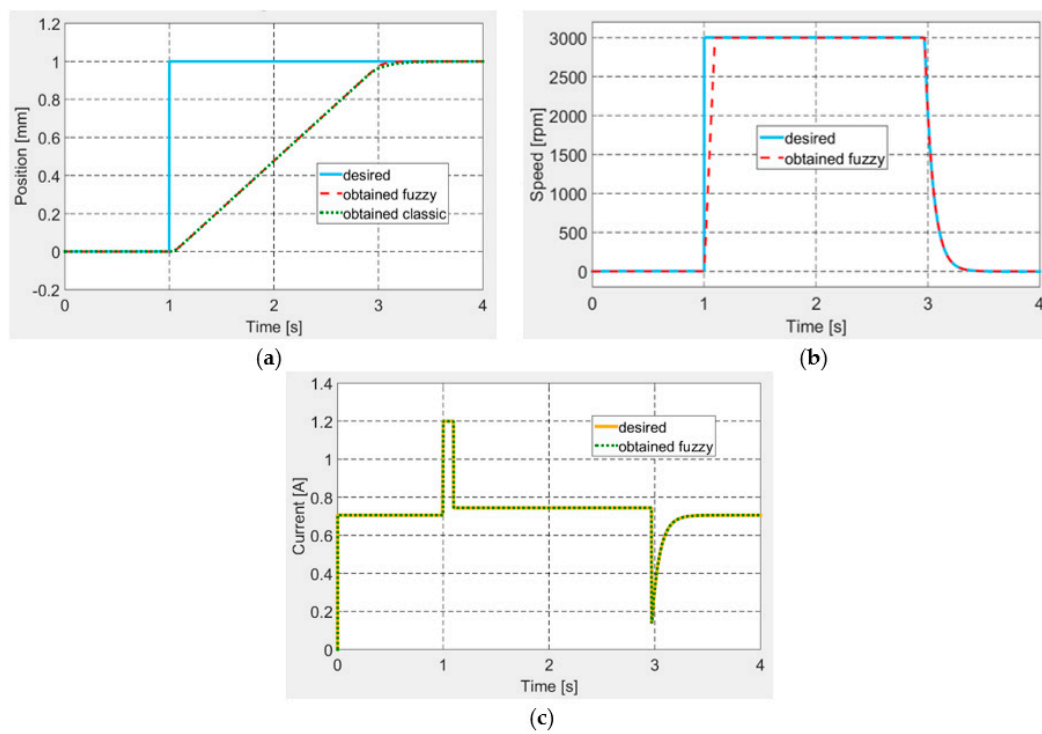 1.2
1
0.8
0.6
0.4
0.2
0
-0.2
Position [mm]
desired
obtained fuzzy
obtained classic
0 1 2 3 4
Time [s]
(a)
3000
2500
2000
1500
1000
500
0
Speed [rpm]
desired
obtained fuzzy
0 1 2 3 4
Time [s]
(b)
1.4
1.2
1
0.8
0.6
0.4
0.2
0
Current [A]
desired
obtained fuzzy
0 1 2 3 4
Time [s]
(c)